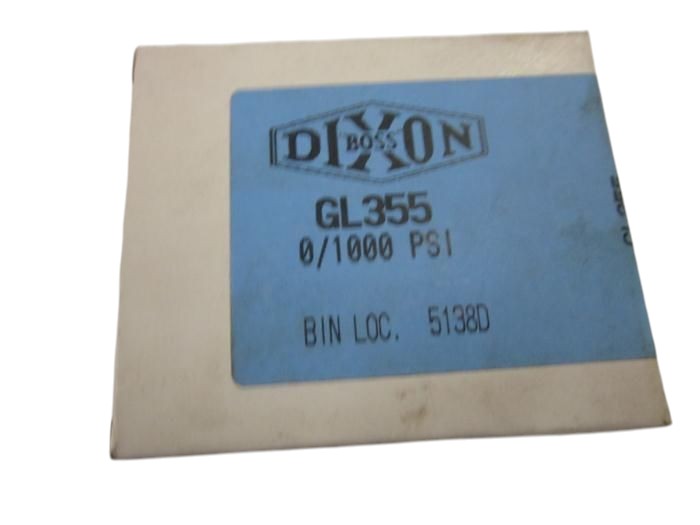 DIXON
BOSS
GL355
0/1000 PSI
BIN LOC. 5138D